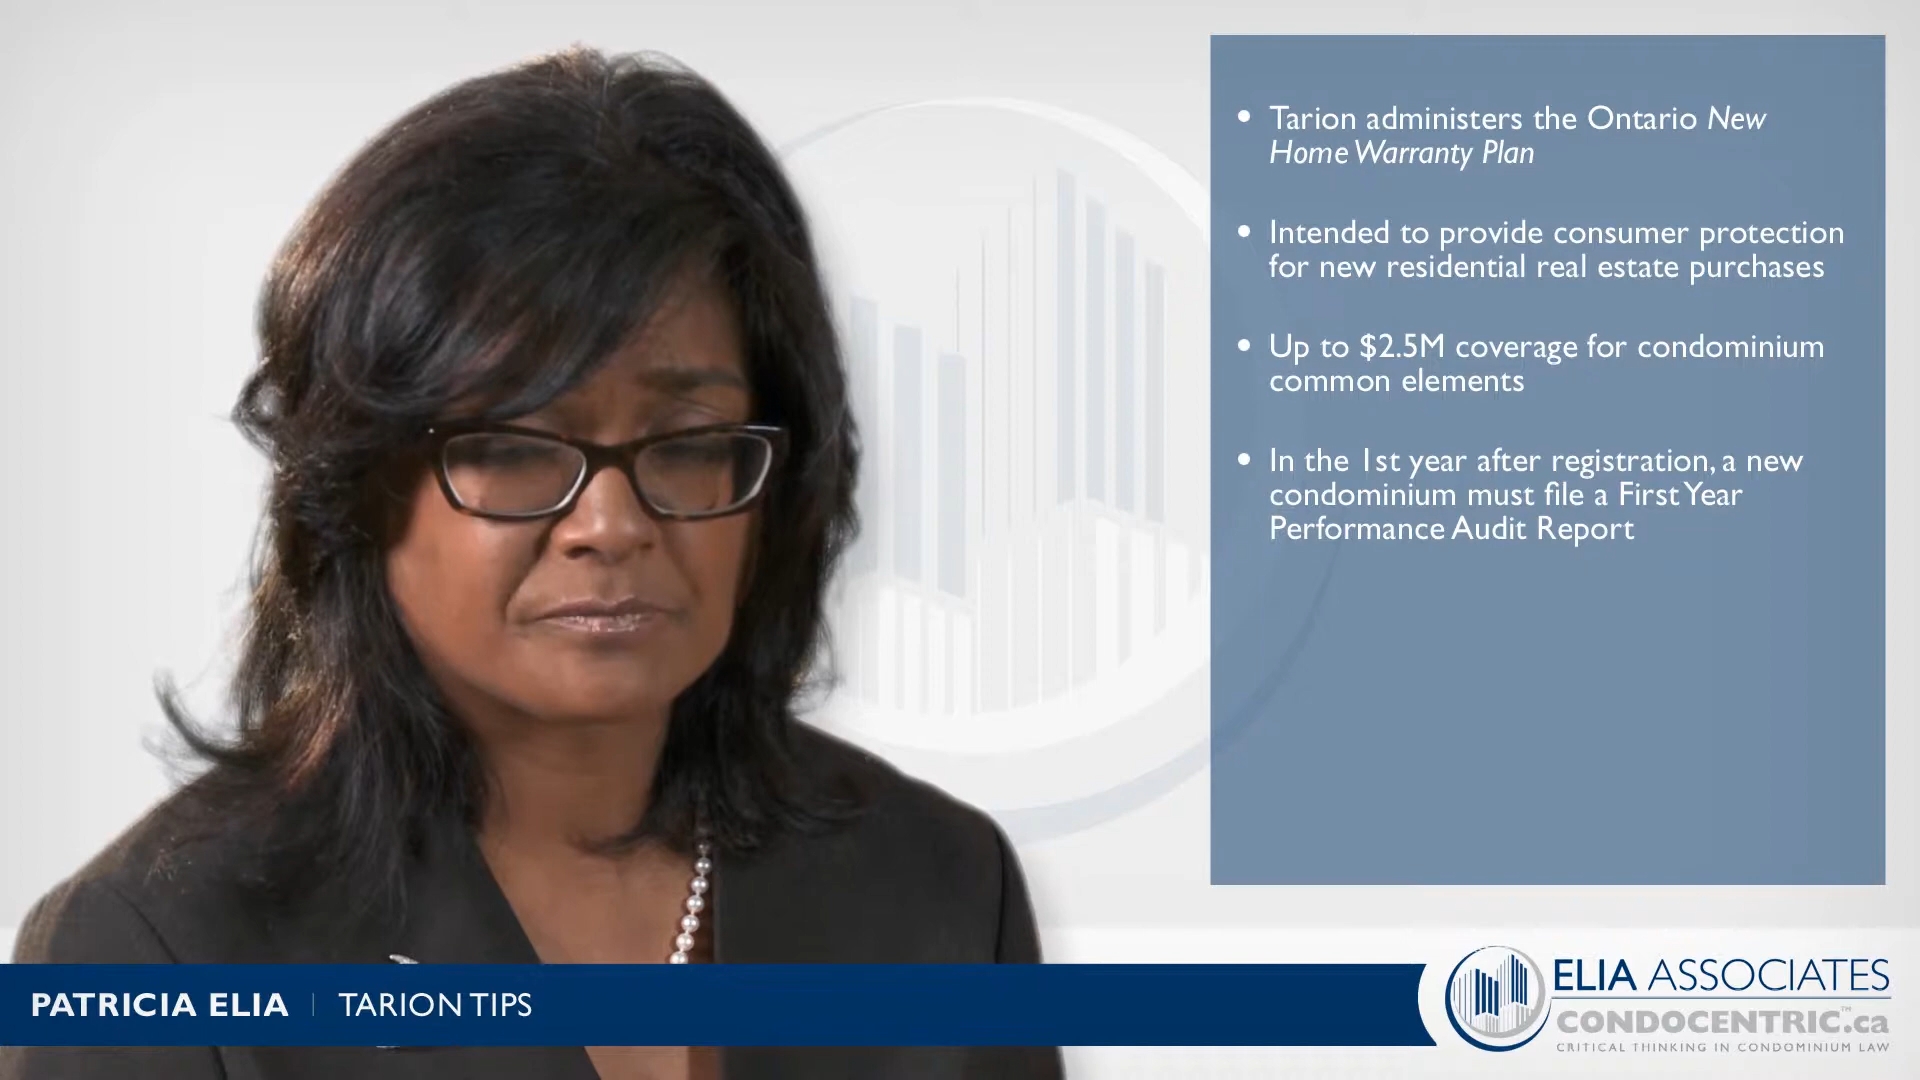 • Tarion administers the Ontario New
Home Warranty Plan
• Intended to provide consumer protection
for new residential real estate purchases
• Up to $2.5M coverage for condominium
common elements
• In the 1st year after registration, a new
condominium must file a First Year
Performance Audit Report
PATRICIA ELIA | TARION TIPS
ELIA ASSOCIATES
CONDOCENTRIC™.ca
CRITICAL THINKING IN CONDOMINIUM LAW